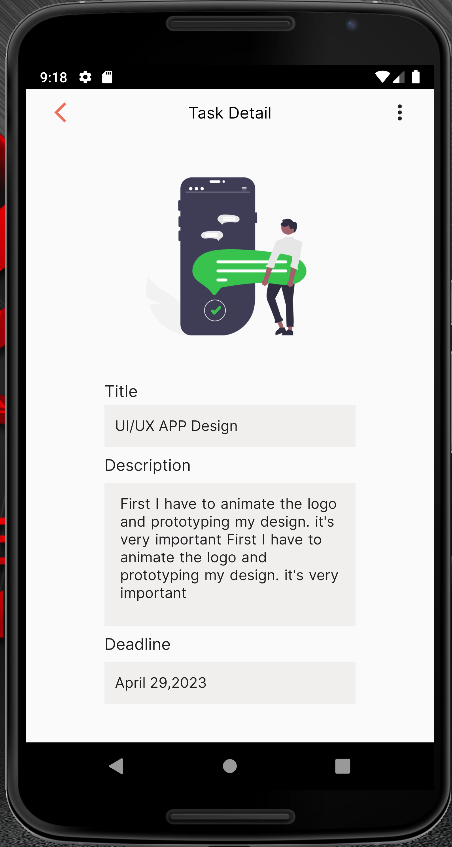 9:18
Task Detail
Title
UI/UX APP Design
Description
First I have to animate the logo
and prototyping my design. it's
very important First I have to
animate the logo and
prototyping my design. it's very
important
Deadline
April 29,2023